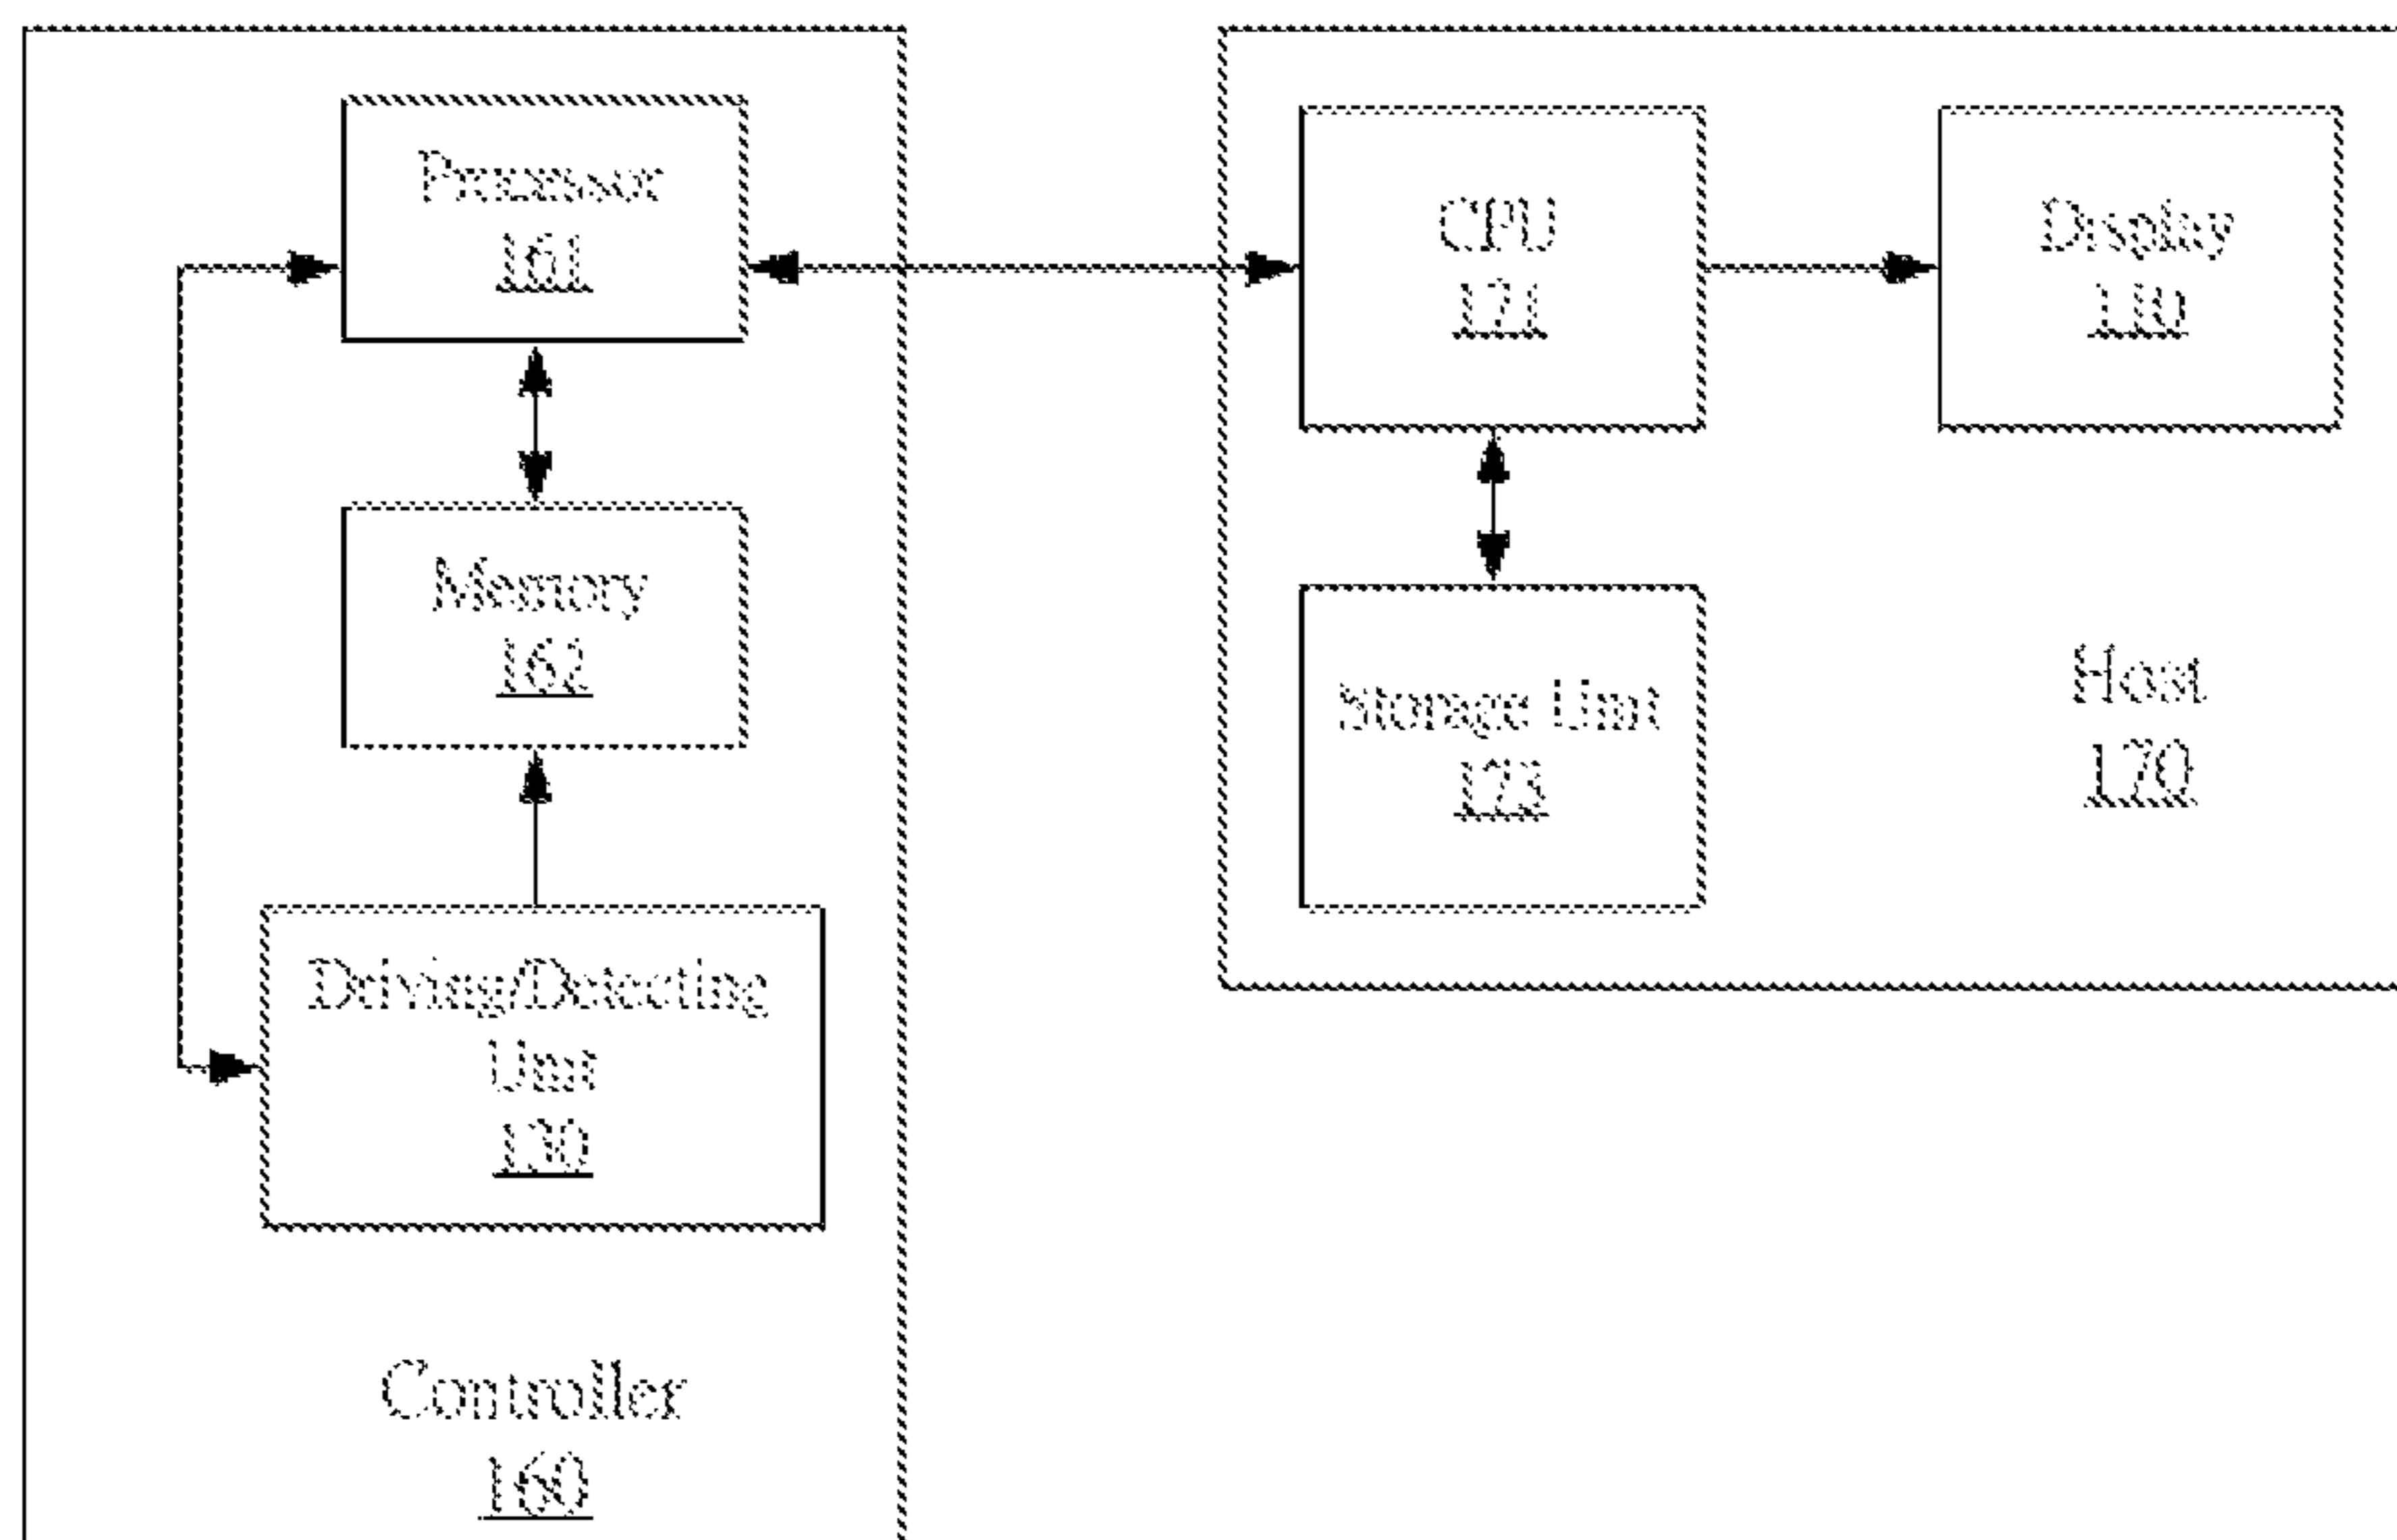 Processor
161
Memory
162
Driving/Detecting
Unit
130
Controller
160
CPU
171
Display
110
Storage Unit
173
Host
170